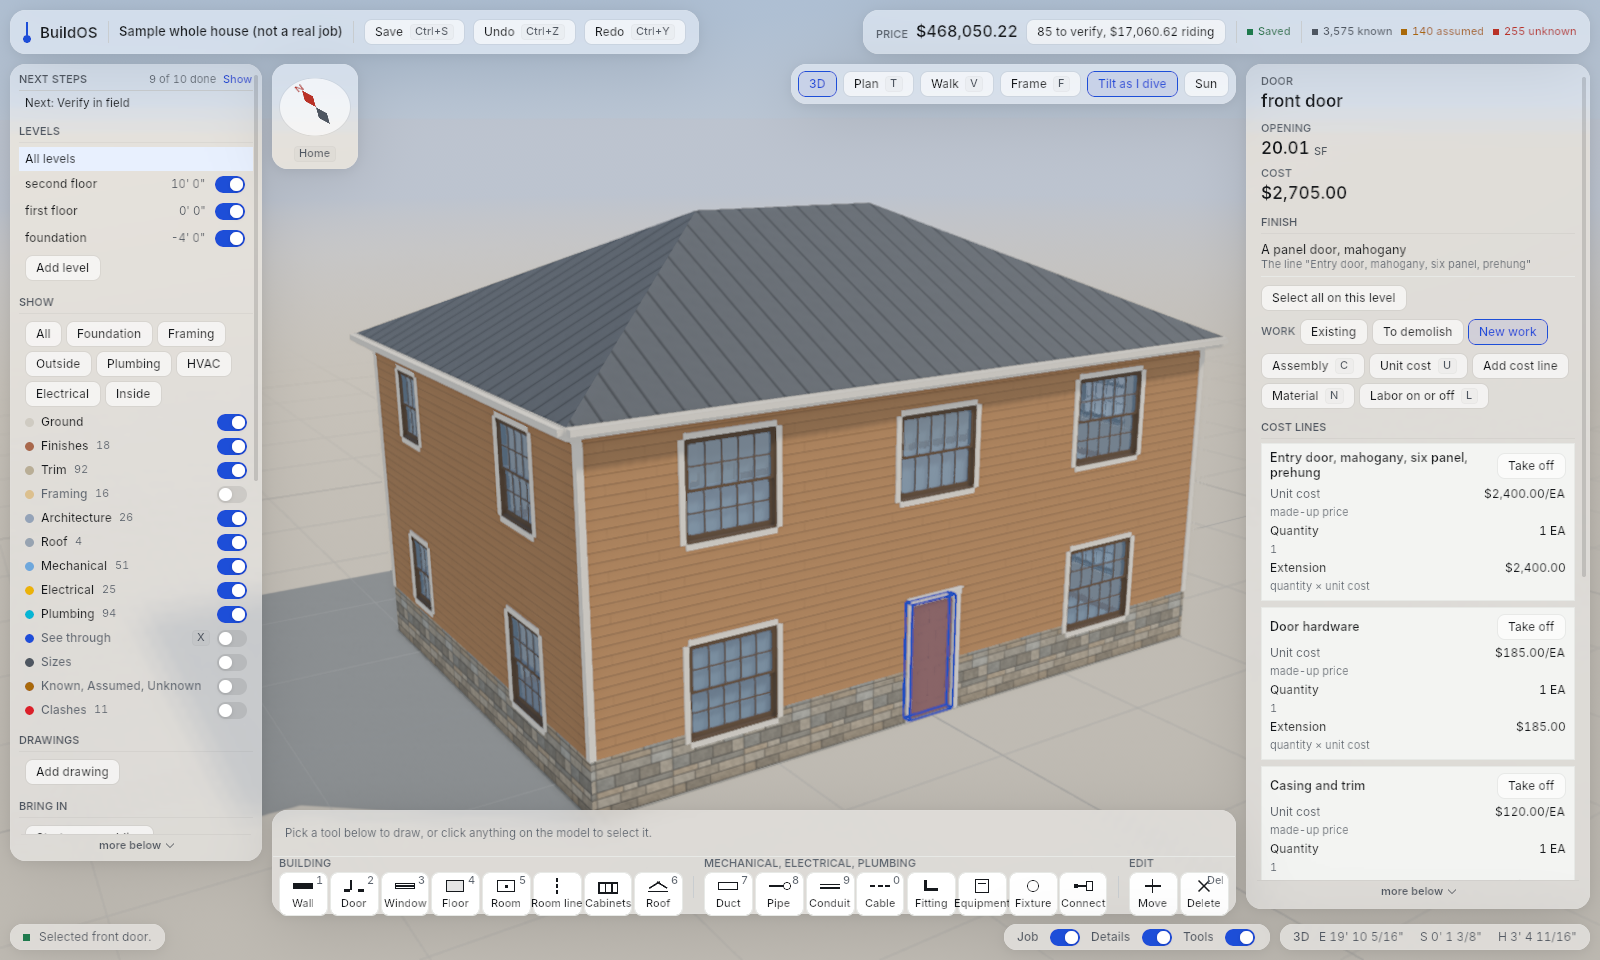 BuildOS
Sample whole house (not a real job)
Save Ctrl+S
Undo Ctrl+Z
Redo Ctrl+Y
PRICE $468,050.22
85 to verify, $17,060.62 riding
Saved
3,575 known
140 assumed
255 unknown
NEXT STEPS 9 of 10 done Show
Next: Verify in field
LEVELS
All levels
second floor 10' 0"
first floor 0' 0"
foundation -4' 0"
Add level
SHOW
All Foundation Framing
Outside Plumbing HVAC
Electrical Inside
Ground
Finishes 18
Trim 92
Framing 16
Architecture 26
Roof 4
Mechanical 51
Electrical 25
Plumbing 94
See through X
Sizes
Known, Assumed, Unknown
Clashes 11
DRAWINGS
Add drawing
BRING IN
more below
N
Home
3D
Plan T
Walk V
Frame F
Tilt as I dive
Sun
DOOR
front door
OPENING
20.01 SF
COST
$2,705.00
FINISH
A panel door, mahogany
The line "Entry door, mahogany, six panel, prehung"
Select all on this level
WORK Existing To demolish New work
Assembly C Unit cost U Add cost line
Material N Labor on or off L
COST LINES
Entry door, mahogany, six panel,
prehung
Take off
Unit cost $2,400.00/EA
made-up price
Quantity 1 EA
1
Extension $2,400.00
quantity × unit cost
Door hardware Take off
Unit cost $185.00/EA
made-up price
Quantity 1 EA
1
Extension $185.00
quantity × unit cost
Casing and trim Take off
Unit cost $120.00/EA
made-up price
Quantity 1 EA
1
more below
Pick a tool below to draw, or click anything on the model to select it.
BUILDING
1 Wall
2 Door
3 Window
4 Floor
5 Room
Room line
Cabinets
6 Roof
MECHANICAL, ELECTRICAL, PLUMBING
7 Duct
8 Pipe
9 Conduit
0 Cable
Fitting
Equipment
Fixture
Connect
EDIT
Move
Del Delete
Selected front door.
Job Details Tools
3D E 19' 10 5/16" S 0' 1 3/8" H 3' 4 11/16"